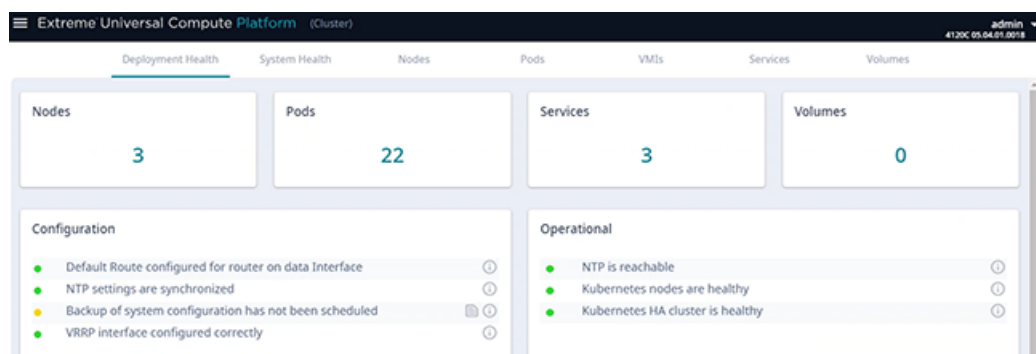 Extreme Universal Compute Platform (Cluster)
admin
4120C 05.04.01.0018
Deployment Health System Health Nodes Pods VMIs Services Volumes
Nodes Pods Services Volumes
3 22 3 0
Configuration Operational
Default Route configured for router on data Interface
NTP is reachable
NTP settings are synchronized
Kubernetes nodes are healthy
Backup of system configuration has not been scheduled
Kubernetes HA cluster is healthy
VRRP interface configured correctly